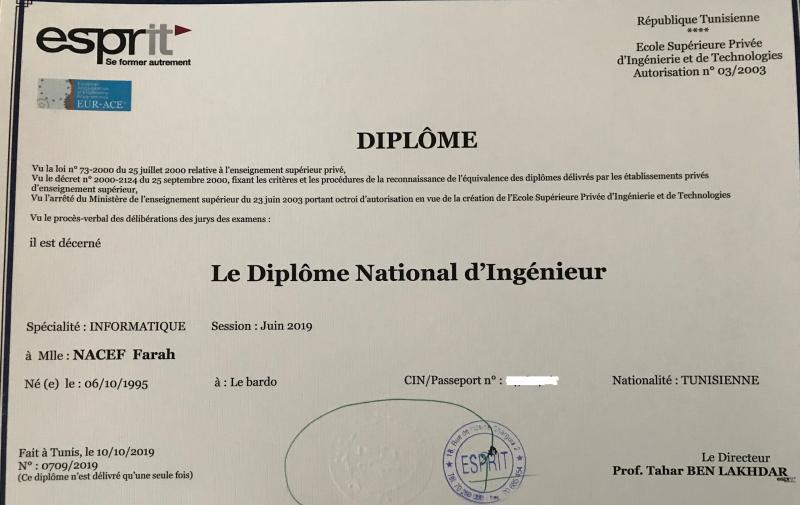 esprit
Se former autrement
EUR-ACE
République Tunisienne
****
Ecole Supérieure Privée
d'Ingénierie et de Technologies
Autorisation n° 03/2003
DIPLÔME
Vu la loi n° 73-2000 du 25 juillet 2000 relative à l'enseignement supérieur privé,
Vu le décret n° 2000-2124 du 25 septembre 2000, fixant les critères et les procédures de la reconnaissance de l'équivalence des diplômes délivrés par les établissements privés
d'enseignement supérieur,
Vu l'arrêté du Ministère de l'enseignement supérieur du 23 juin 2003 portant octroi d'autorisation en vue de la création de l'Ecole Supérieure Privée d'Ingénierie et de Technologies
Vu le procès-verbal des délibérations des jurys des examens :
il est décerné
Le Diplôme National d'Ingénieur
Spécialité : INFORMATIQUE Session : Juin 2019
à Mlle : NACEF Farah
Né (e) le : 06/10/1995 à : Le bardo CIN/Passeport n° : Nationalité : TUNISIENNE
Fait à Tunis, le 10/10/2019
N° : 0709/2019
(Ce diplôme n'est délivré qu'une seule fois)
18, Rue de
2
ESPRIT
Le Directeur
Prof. Tahar BEN LAKHDAR
esprit